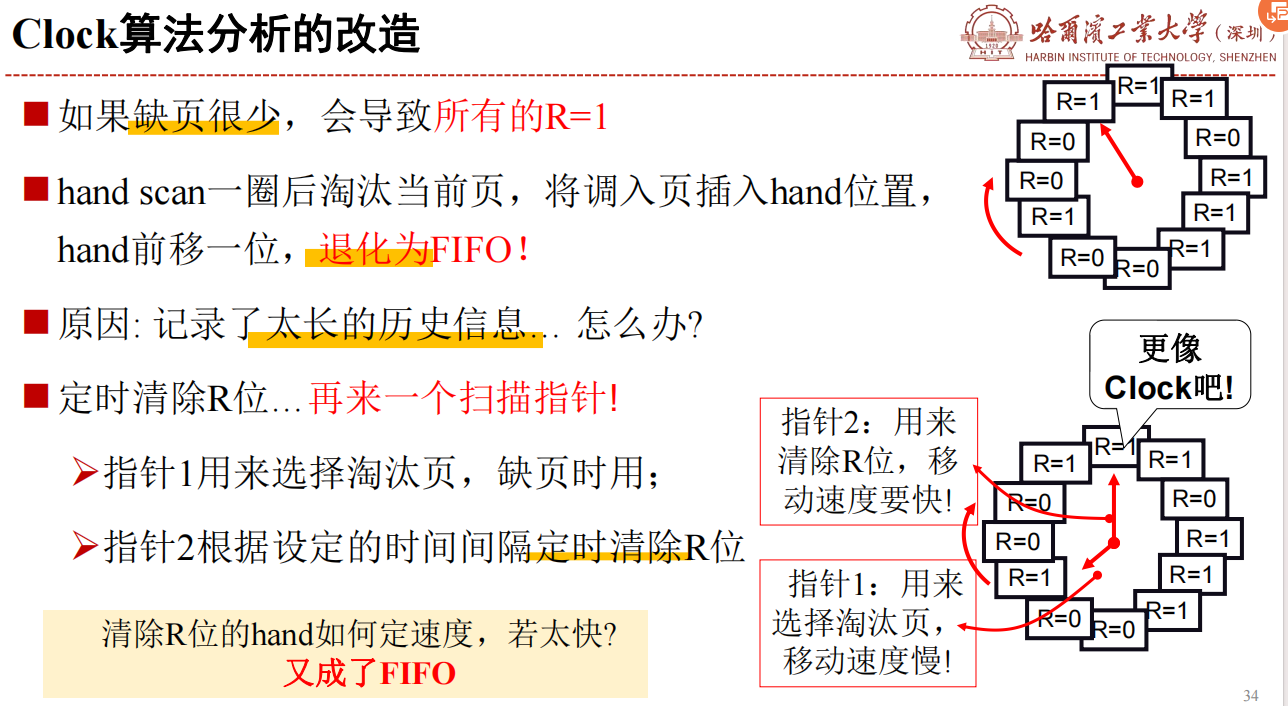 Clock算法分析的改造
哈爾濱工業大學(深圳)
HARBIN INSTITUTE OF TECHNOLOGY, SHENZHEN
如果缺页很少，会导致所有的R=1
hand scan一圈后淘汰当前页，将调入页插入hand位置，
hand前移一位，退化为FIFO！
原因: 记录了太长的历史信息... 怎么办?
定时清除R位...再来一个扫描指针!
指针1用来选择淘汰页，缺页时用；
指针2根据设定的时间间隔定时清除R位
清除R位的hand如何定速度，若太快?
又成了FIFO
R=1
R=1
R=1
R=0
R=0
R=0
R=1
R=1
R=1
R=0
R=1
R=0
更像
Clock吧!
指针2：用来
清除R位，移
动速度要快!
指针1：用来
选择淘汰页，
移动速度慢!
R=1
R=1
R=1
R=0
R=0
R=0
R=1
R=1
R=1
R=0
R=1
R=0
34